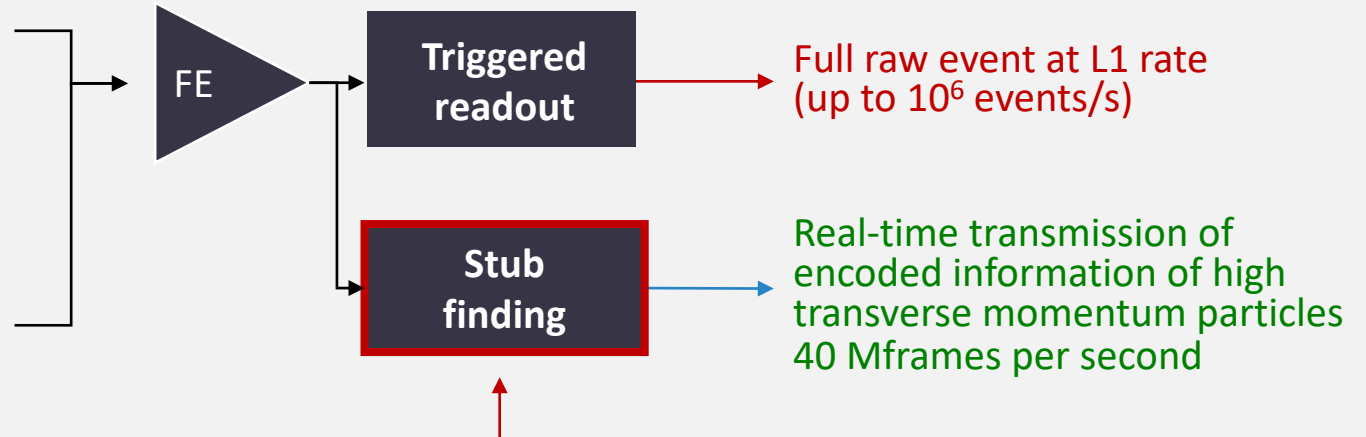 FE
Triggered
readout
Full raw event at L1 rate
(up to 10⁶ events/s)
Stub
finding
Real-time transmission of
encoded information of high
transverse momentum particles
40 Mframes per second